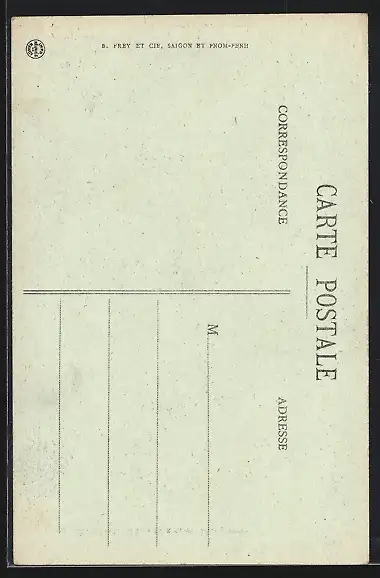 CARTE POSTALE
CORRESPONDANCE
ADRESSE
M
B. FREY ET CIE, SAIGON ET PNOM-PENH